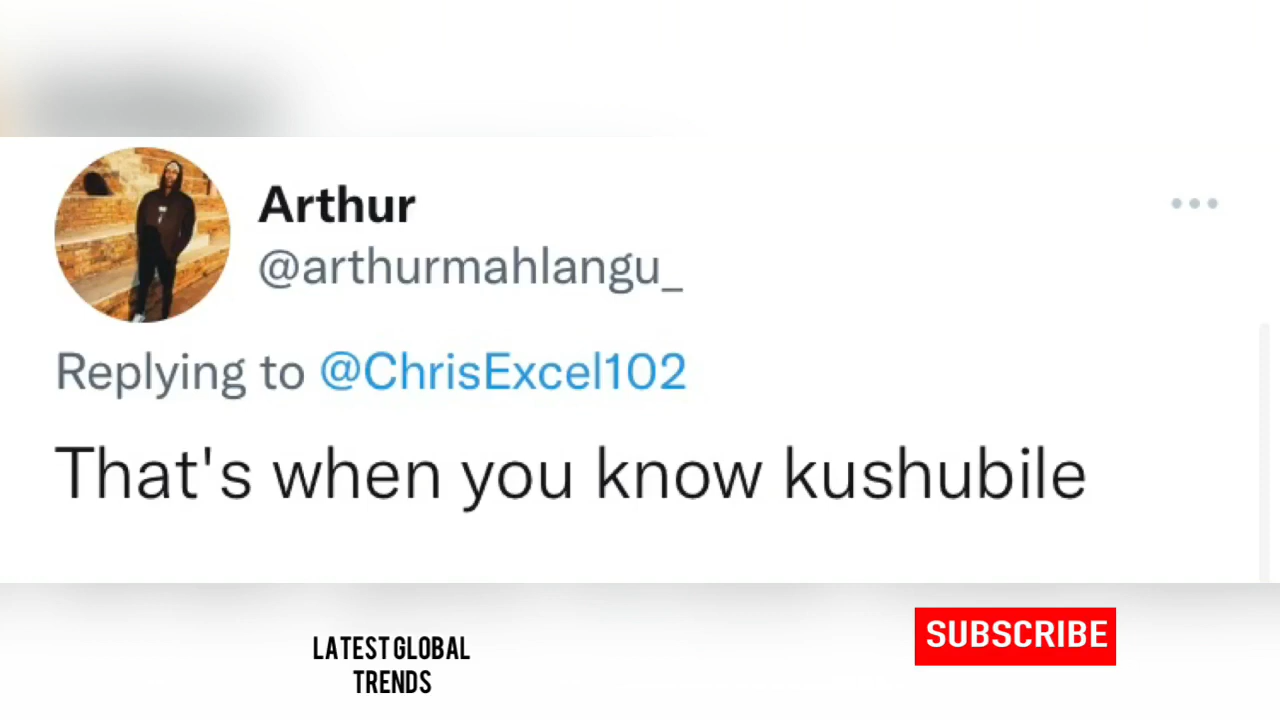 Arthur
@arthurmahlangu_
Replying to @ChrisExcel102
That's when you know kushubile
LATEST GLOBAL
TRENDS
SUBSCRIBE